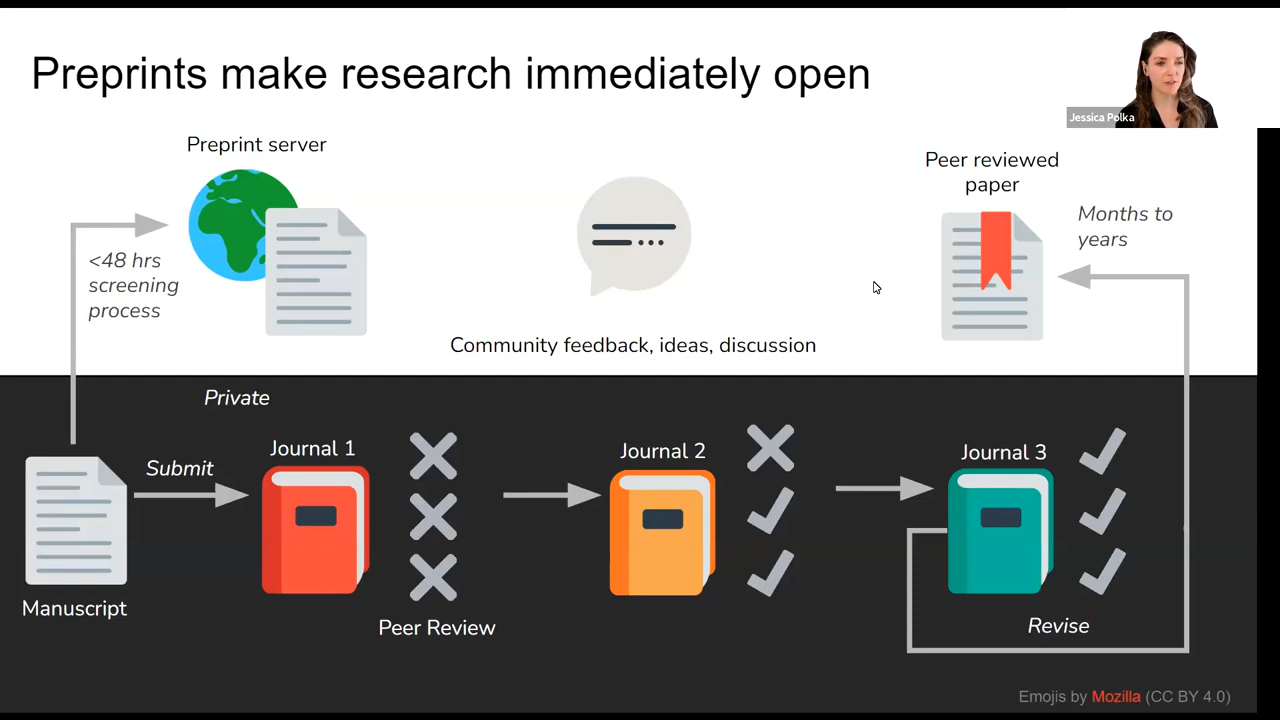 Preprints make research immediately open
Jessica Polka
Preprint server
Peer reviewed
paper
<48 hrs
screening
process
Months to
years
Community feedback, ideas, discussion
Private
Submit
Journal 1
Journal 2
Journal 3
Manuscript
Peer Review
Revise
Emojis by Mozilla (CC BY 4.0)